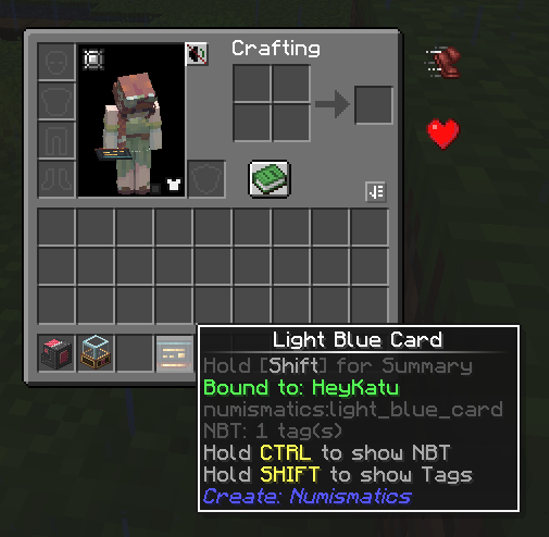 Crafting
Light Blue Card
Hold [Shift] for Summary
Bound to: HeyKatu
numismatics:light_blue_card
NBT: 1 tag(s)
Hold CTRL to show NBT
Hold SHIFT to show Tags
Create: Numismatics